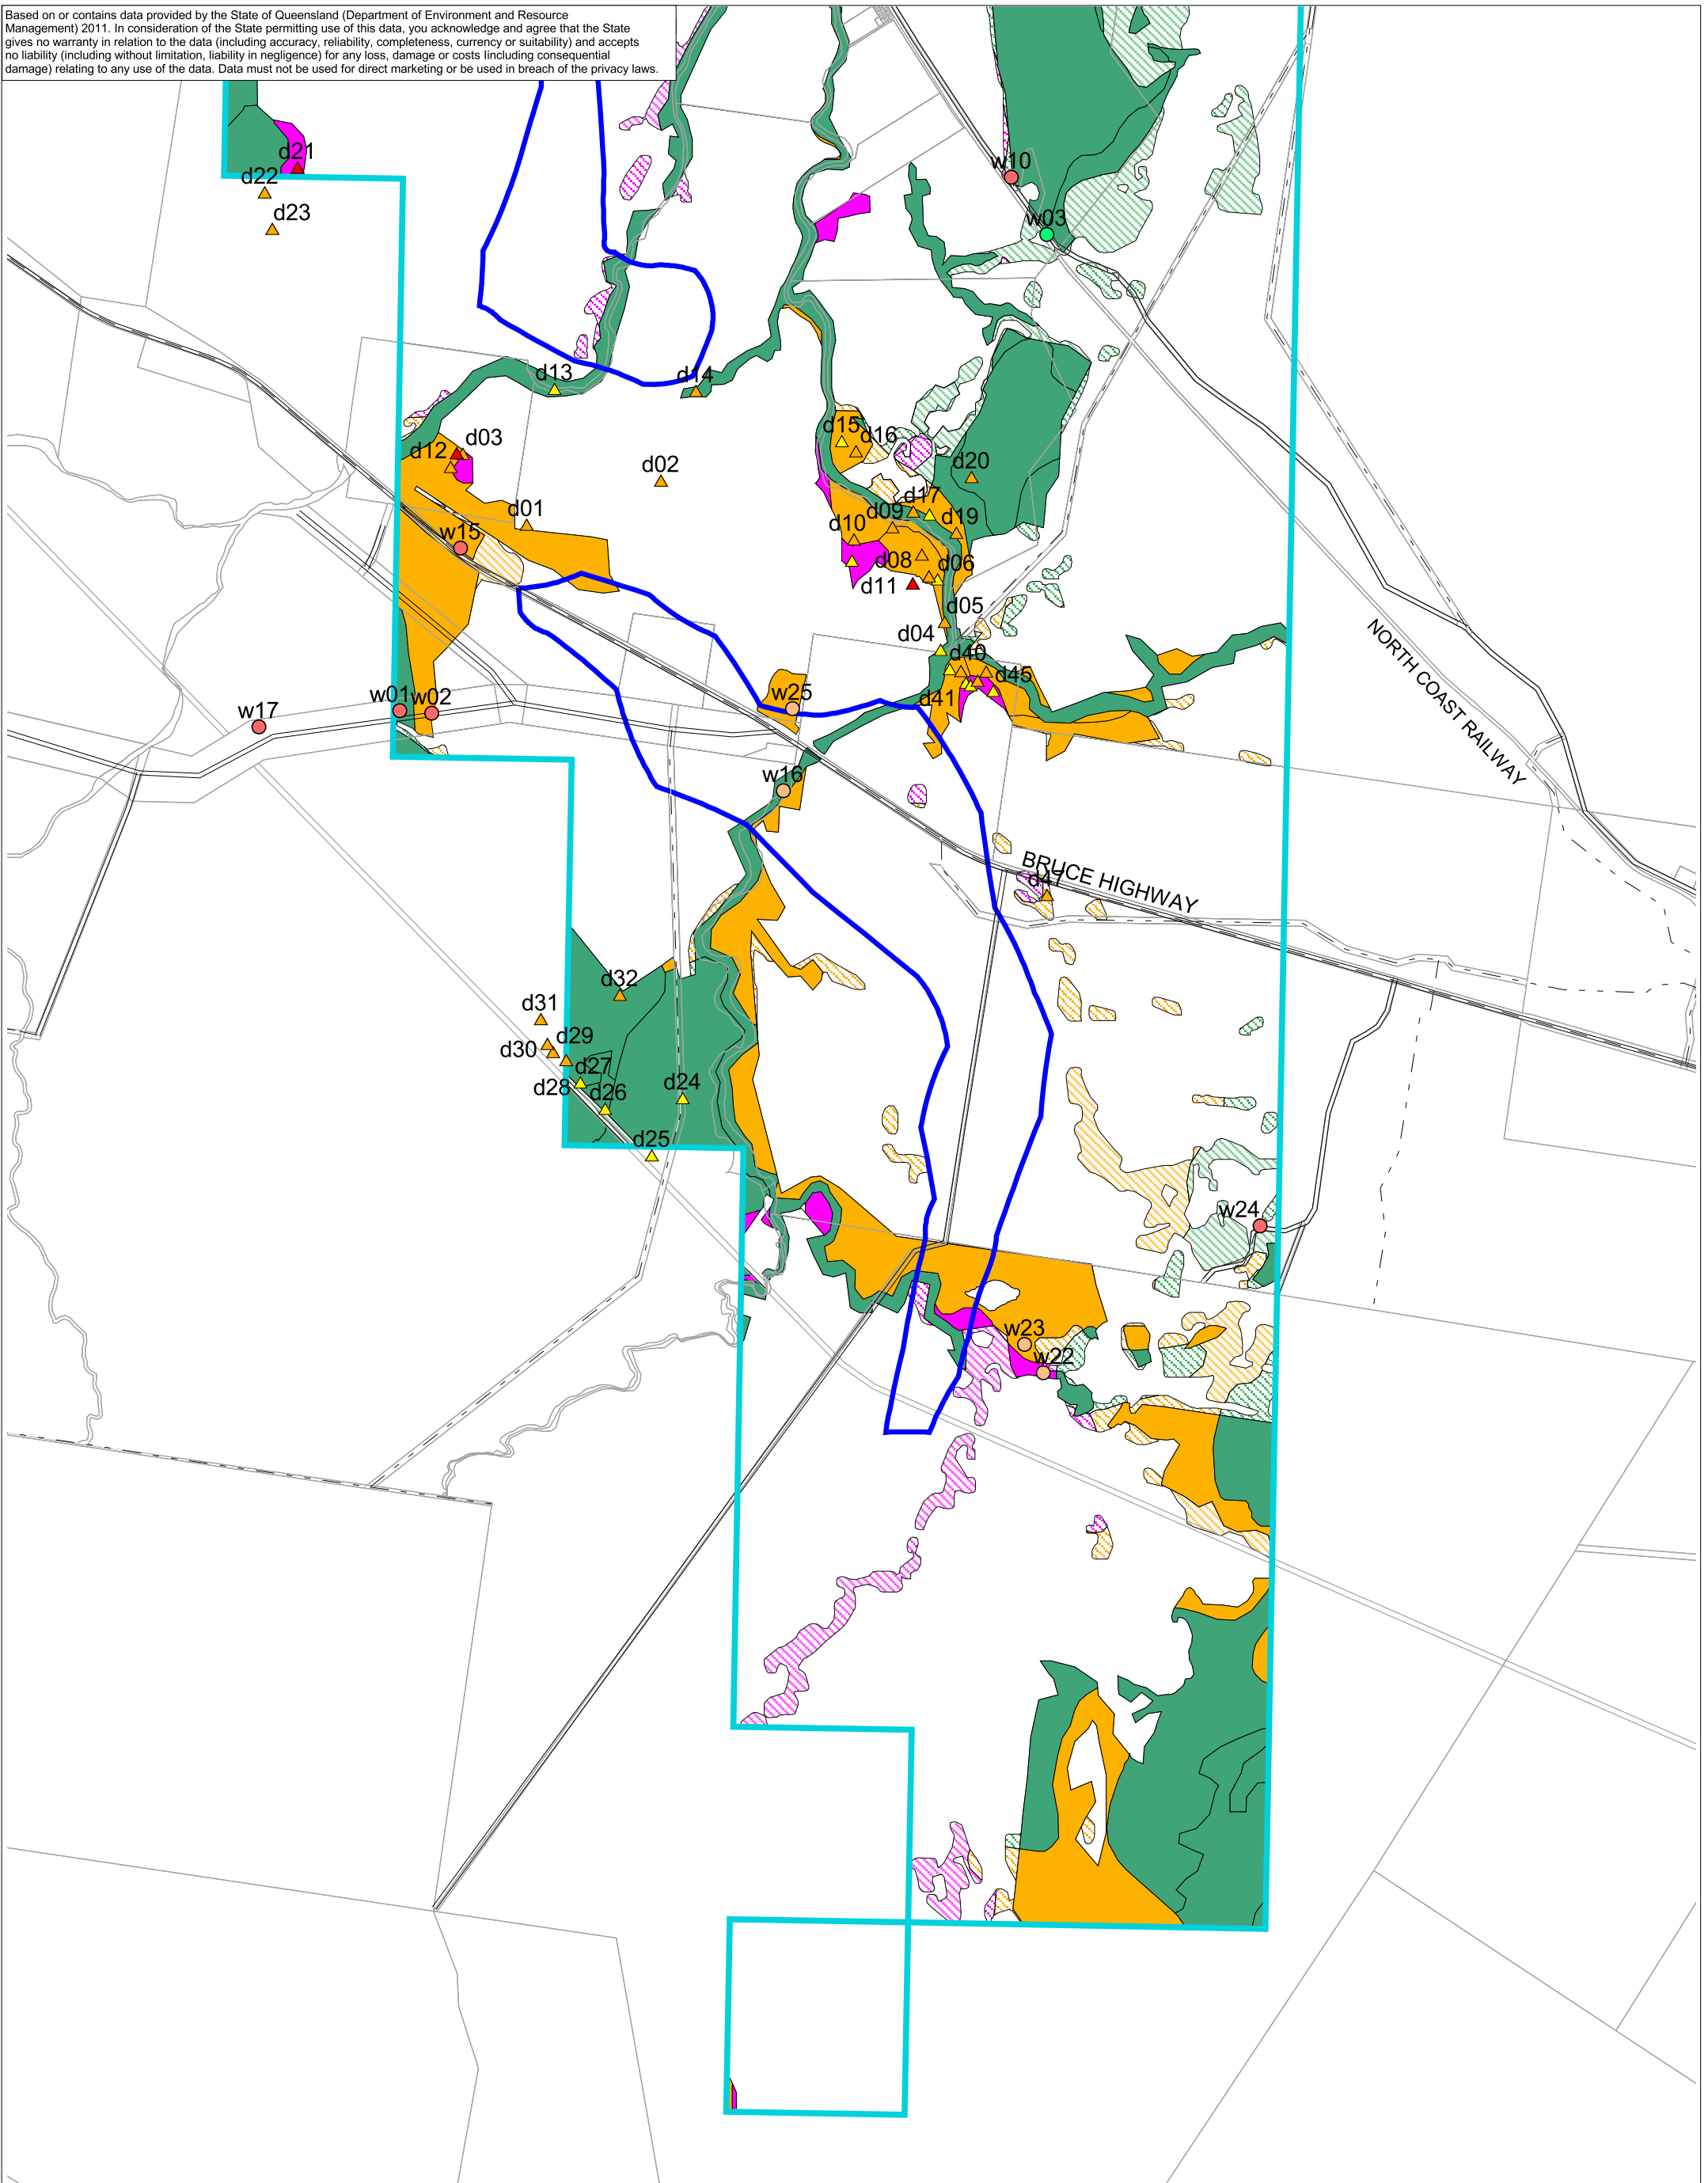 Based on or contains data provided by the State of Queensland (Department of Environment and Resource
Management) 2011. In consideration of the State permitting use of this data, you acknowledge and agree that the State
gives no warranty in relation to the data (including accuracy, reliability, completeness, currency or suitability) and accepts
no liability (including without limitation, liability in negligence) for any loss, damage or costs Iincluding consequential
damage) relating to any use of the data. Data must not be used for direct marketing or be used in breach of the privacy laws.
d21
w10
d22
d23
w03
d13
d14
d15
d16
d03
d12
d02
d20
d01
d17
d09
d10
d19
w15
d08
d06
d11
d05
d04
d40
d45
d41
w25
w01
w02
w17
NORTH COAST RAILWAY
w16
BRUCE HIGHWAY
d47
d32
d31
d29
d30
d27
d28
d26
d24
d25
w24
w23
w22